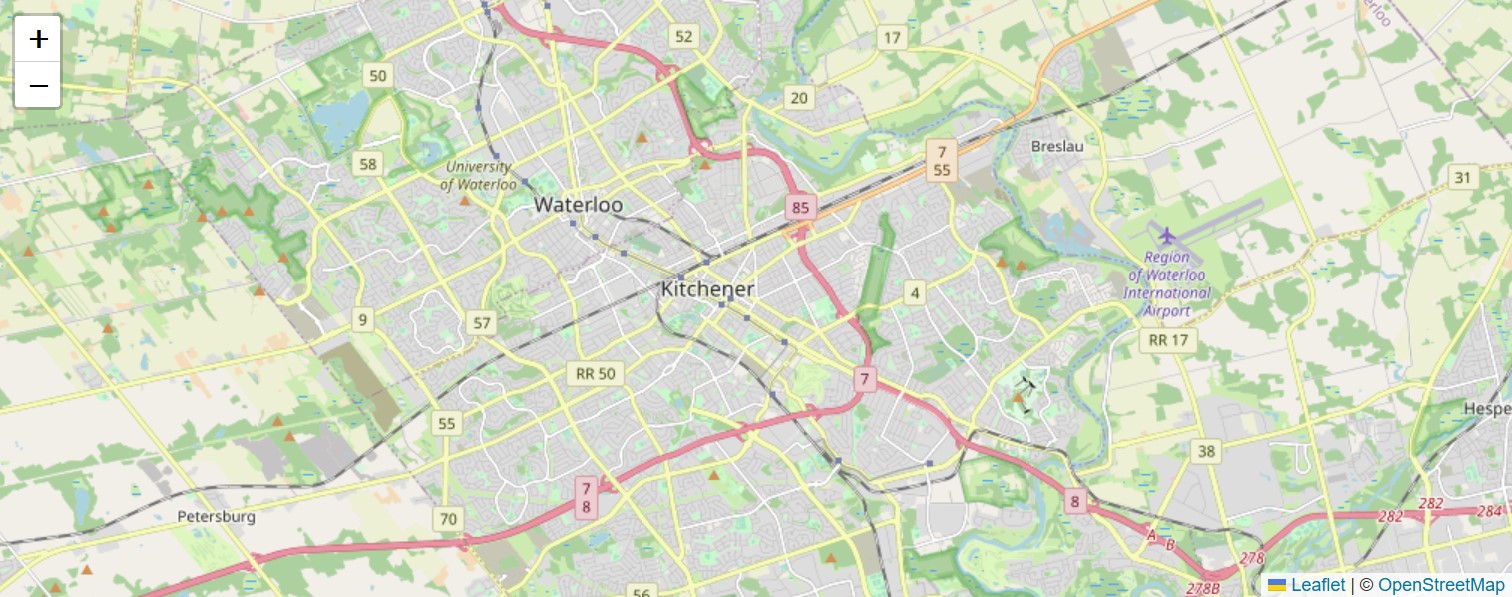 +
−
52
17
50
20
58
University
of Waterloo
7
55
Breslau
31
Waterloo
85
Region
of Waterloo
International
Airport
Kitchener
4
9
57
RR 17
RR 50
7
55
Hespe
38
7
8
8
Petersburg
70
282
282
284
A
B
278
278B
56
Leaflet | © OpenStreetMap